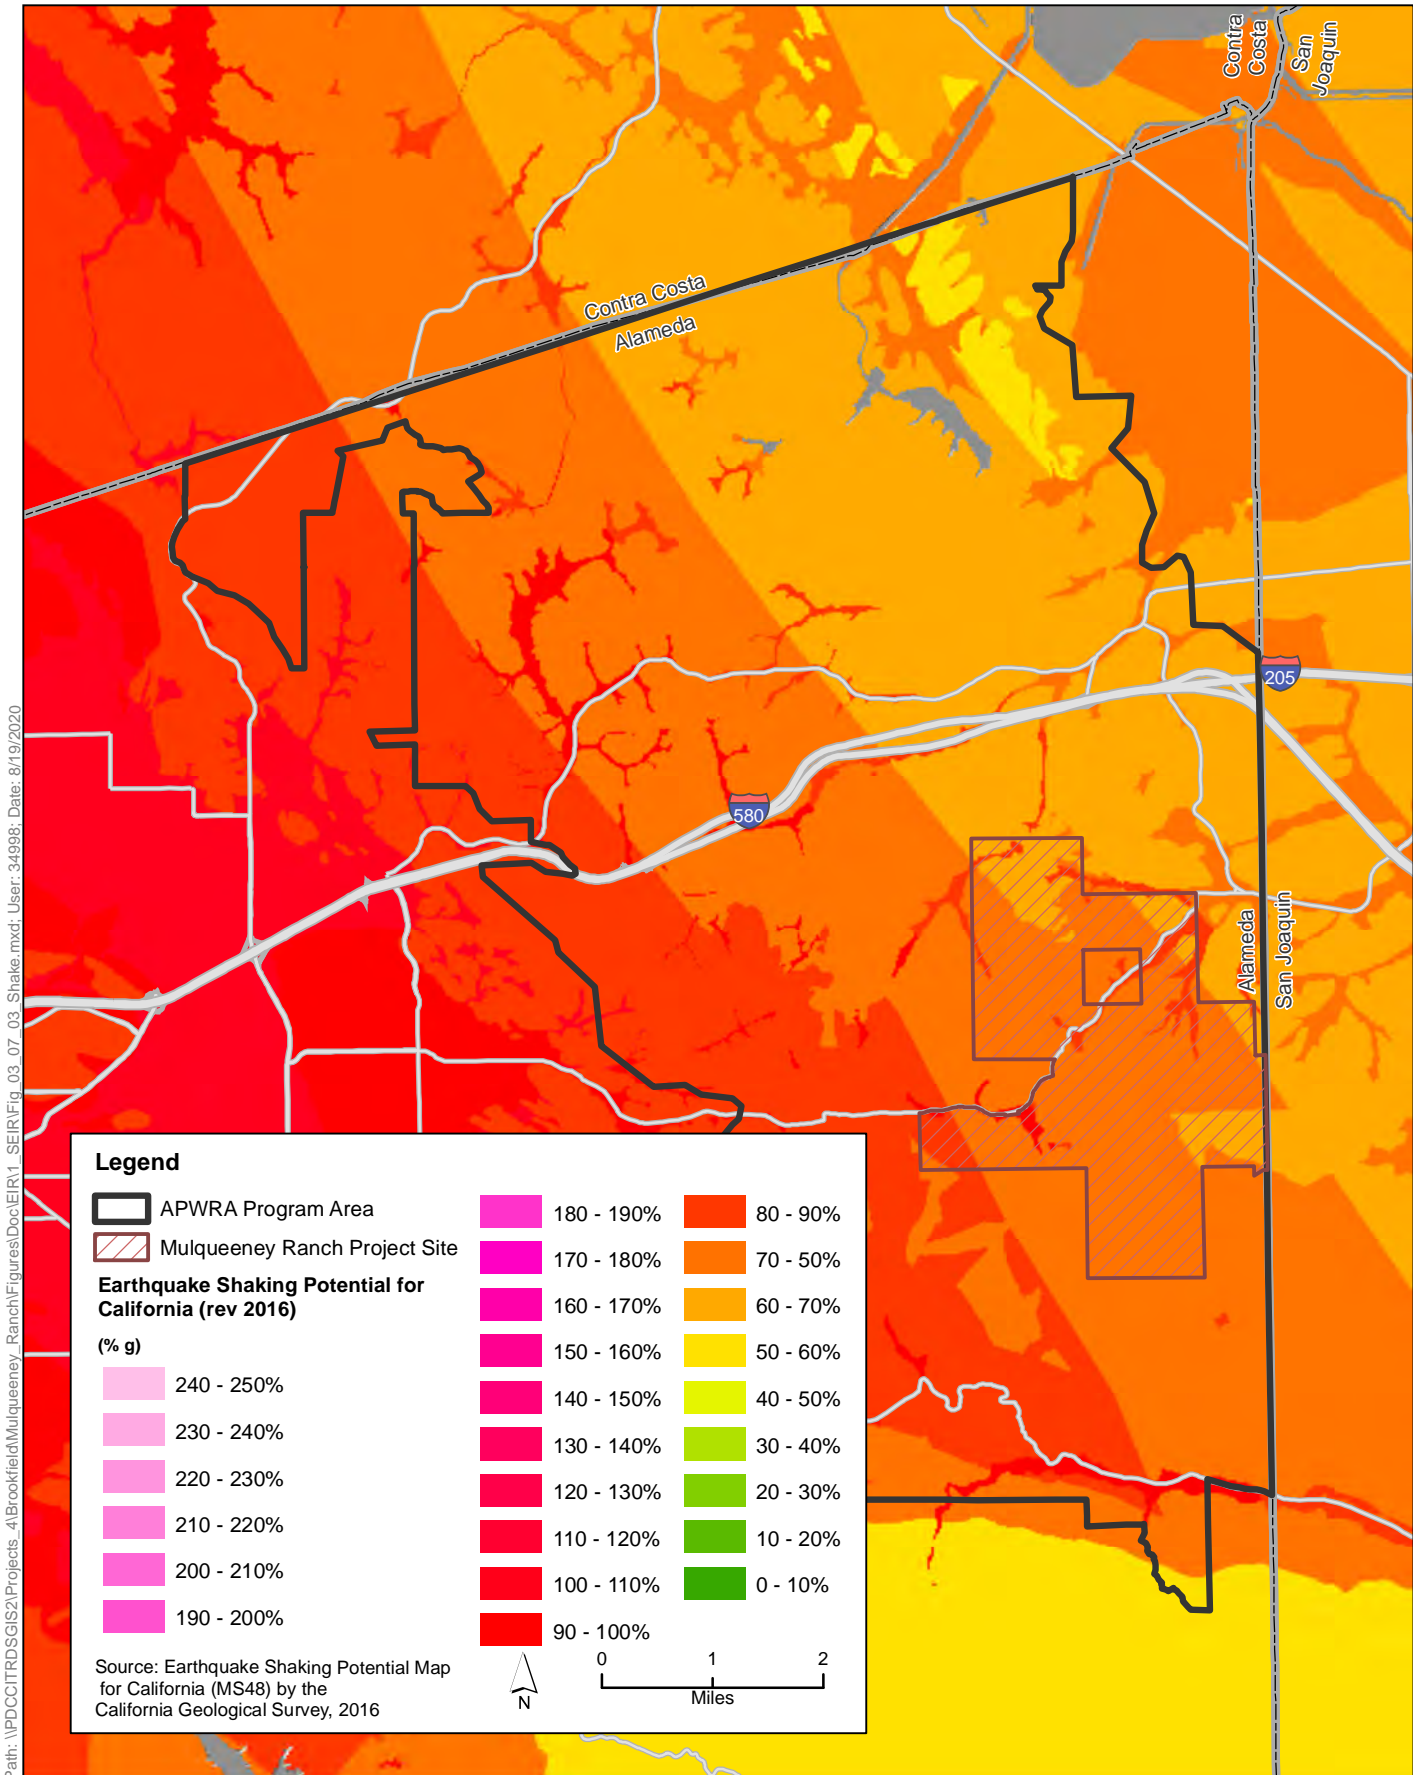 Contra
Costa
San
Joaquin
Contra Costa
Alameda
205
580
Alameda
San Joaquin
Legend
APWRA Program Area
Mulqueeney Ranch Project Site
Earthquake Shaking Potential for
California (rev 2016)
(% g)
240 - 250%
230 - 240%
220 - 230%
210 - 220%
200 - 210%
190 - 200%
180 - 190%
170 - 180%
160 - 170%
150 - 160%
140 - 150%
130 - 140%
120 - 130%
110 - 120%
100 - 110%
90 - 100%
80 - 90%
70 - 50%
60 - 70%
50 - 60%
40 - 50%
30 - 40%
20 - 30%
10 - 20%
0 - 10%
Source: Earthquake Shaking Potential Map
for California (MS48) by the
California Geological Survey, 2016
N
0 1 2
Miles
Path: \\PDCCITRDSGIS2\Projects_4\Brookfield\Mulqueeney_Ranch\Figures\Doc\EIR\1_SEIR\Fig_03_07_03_Shake.mxd; User: 34998; Date: 8/19/2020